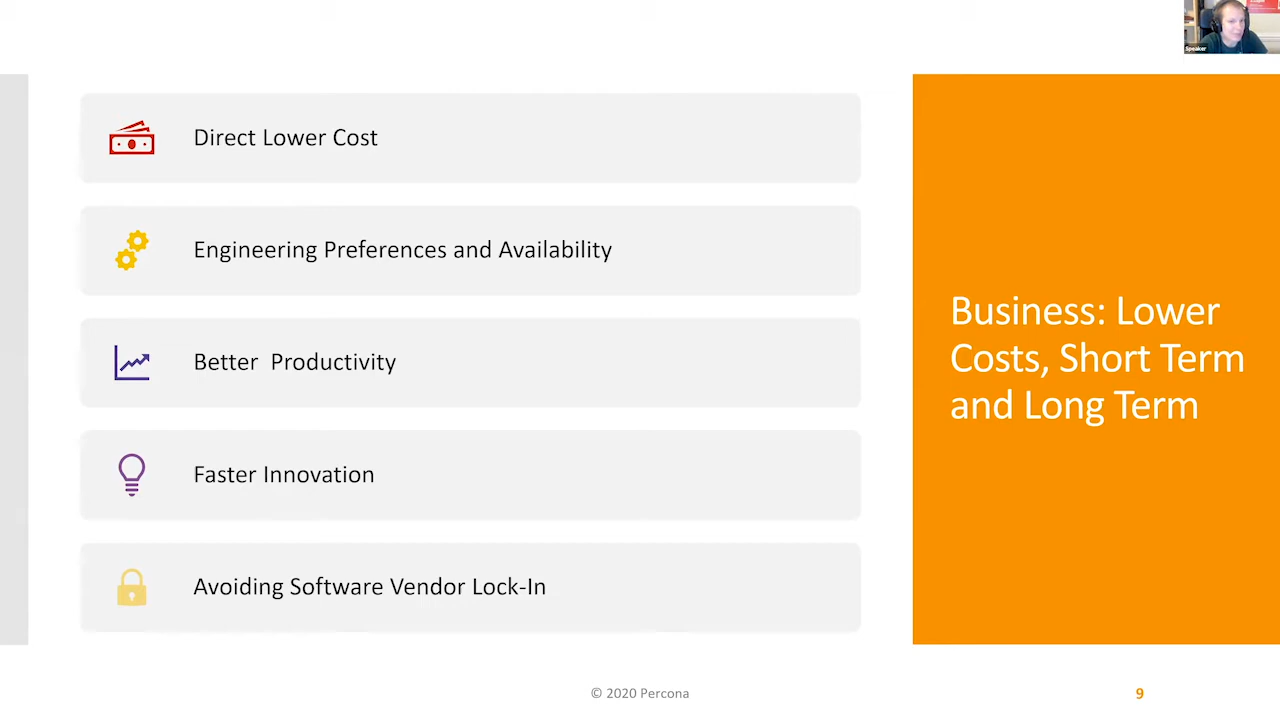 Speaker
Direct Lower Cost
Engineering Preferences and Availability
Better  Productivity
Faster Innovation
Avoiding Software Vendor Lock-In
Business: Lower
Costs, Short Term
and Long Term
© 2020 Percona
9